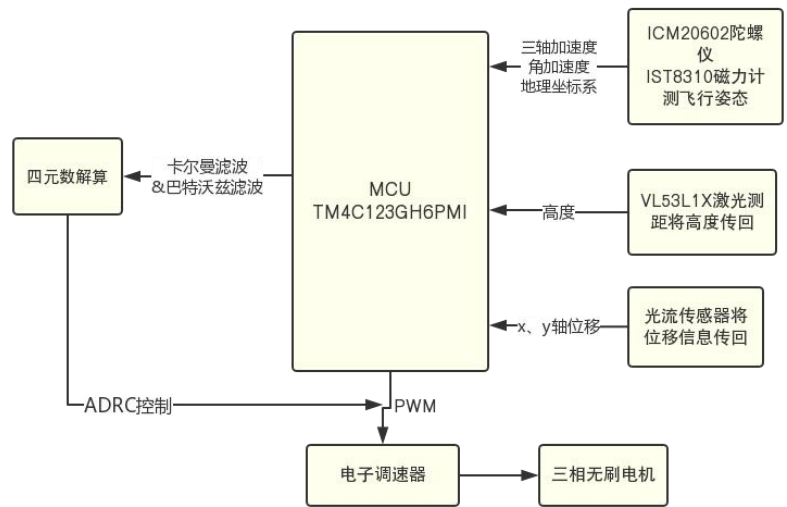 三轴加速度
角加速度
地理坐标系
ICM20602陀螺
仪
IST8310磁力计
测飞行姿态
四元数解算
卡尔曼滤波
&巴特沃兹滤波
MCU
TM4C123GH6PMI
高度
VL53L1X激光测
距将高度传回
x、y轴位移
光流传感器将
位移信息传回
ADRC控制
PWM
电子调速器
三相无刷电机